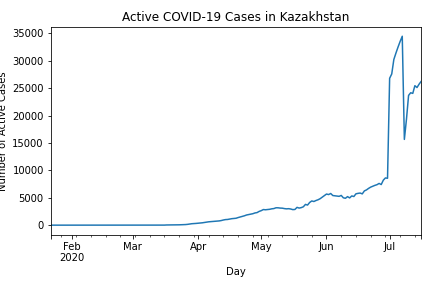 Active COVID-19 Cases in Kazakhstan
Number of Active Cases
35000
30000
25000
20000
15000
10000
5000
0
Feb
2020
Mar
Apr
May
Jun
Jul
Day